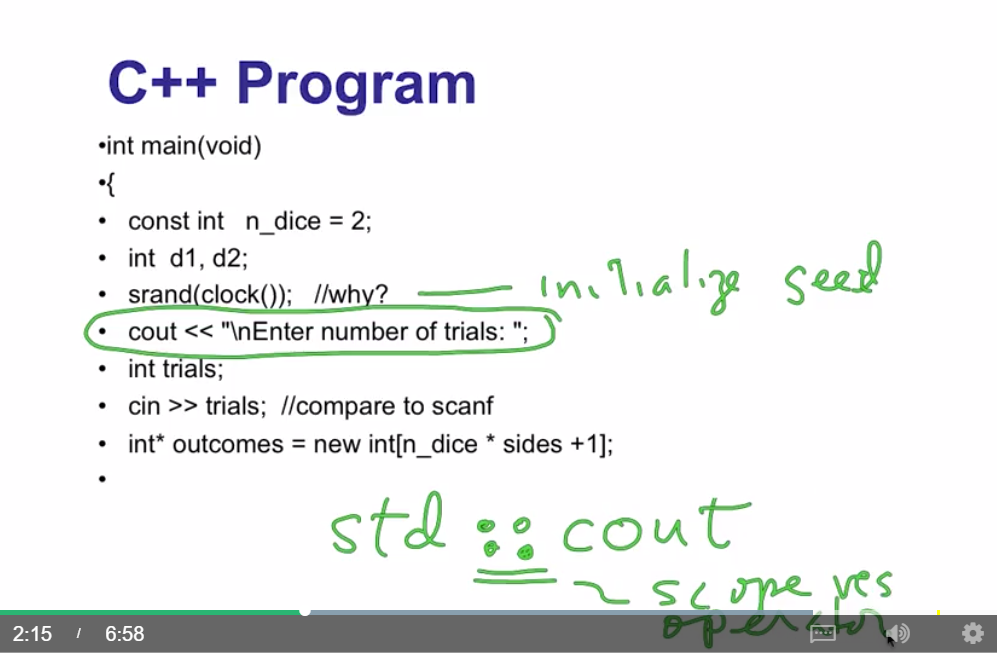 C++ Program
•int main(void)
•{
• const int n_dice = 2;
• int d1, d2;
• srand(clock()); //why? initialize seed
• cout << "\nEnter number of trials: ";
• int trials;
• cin >> trials; //compare to scanf
• int* outcomes = new int[n_dice * sides +1];
•
std :: cout
scope res
operator
2:15 / 6:58